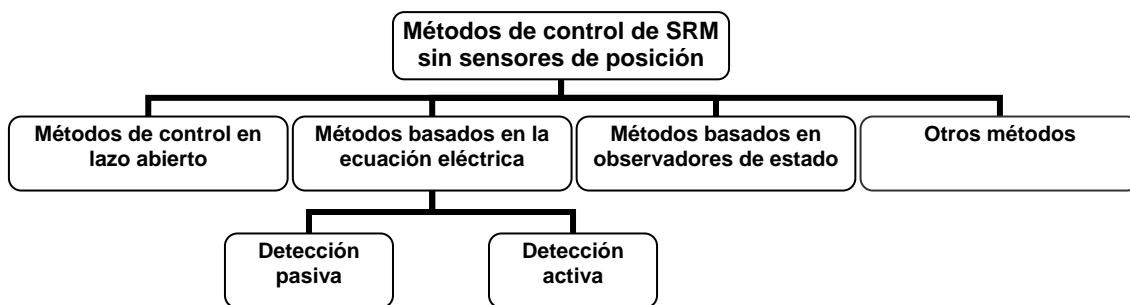 Métodos de control de SRM
sin sensores de posición
Métodos de control en
lazo abierto
Métodos basados en la
ecuación eléctrica
Métodos basados en
observadores de estado
Otros métodos
Detección
pasiva
Detección
activa